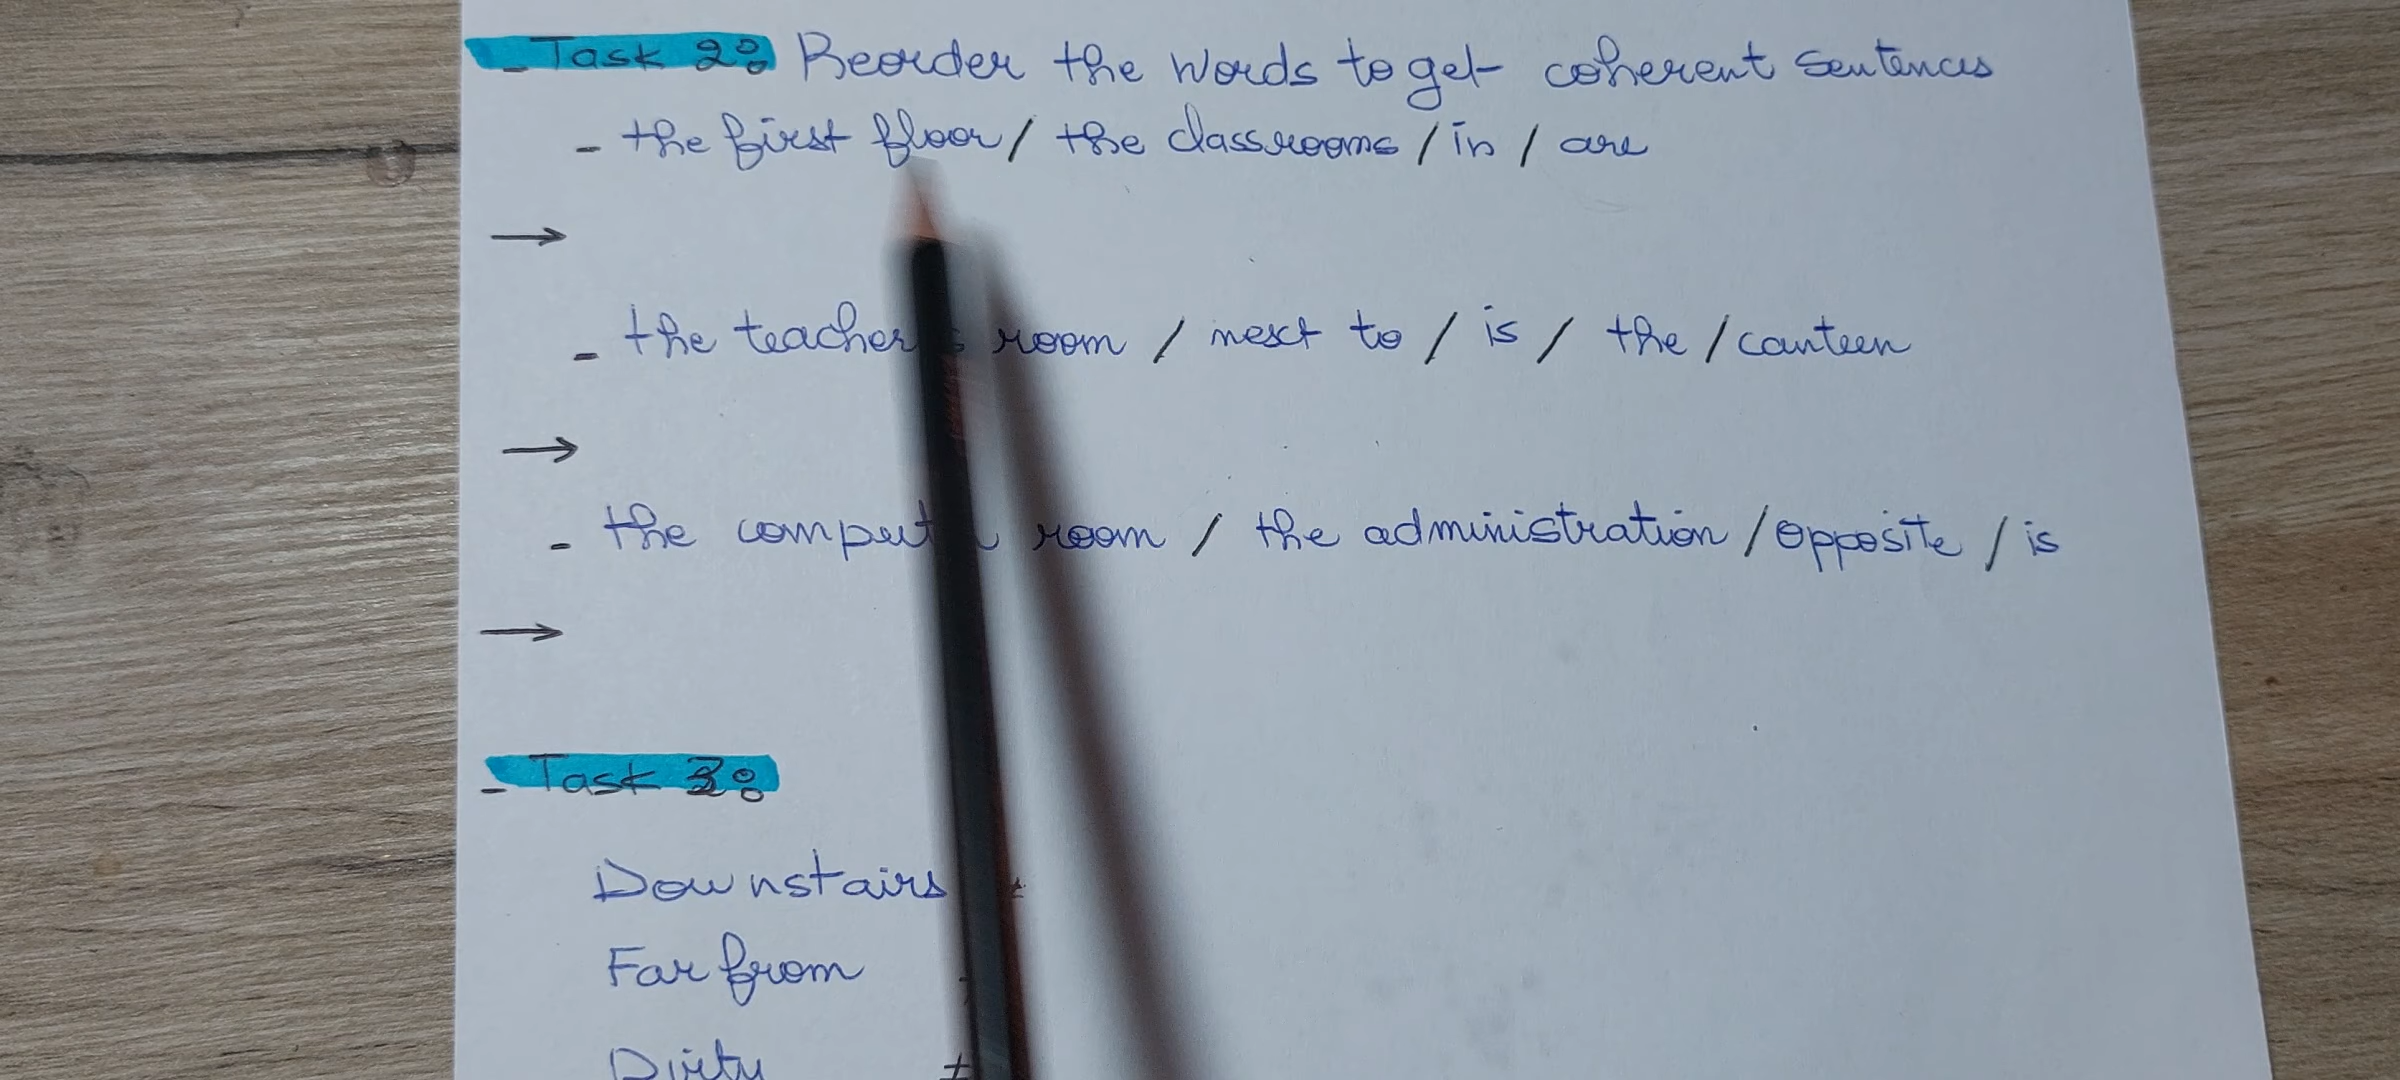 - Task 2: Reorder the words to get coherent sentences
- the first floor / the classrooms / in / are
→
- the room / next to / is / the / canteen
→
- the room / the administration / opposite / is
→
- Task 3:
Downstairs
Far from
Dirty ≠